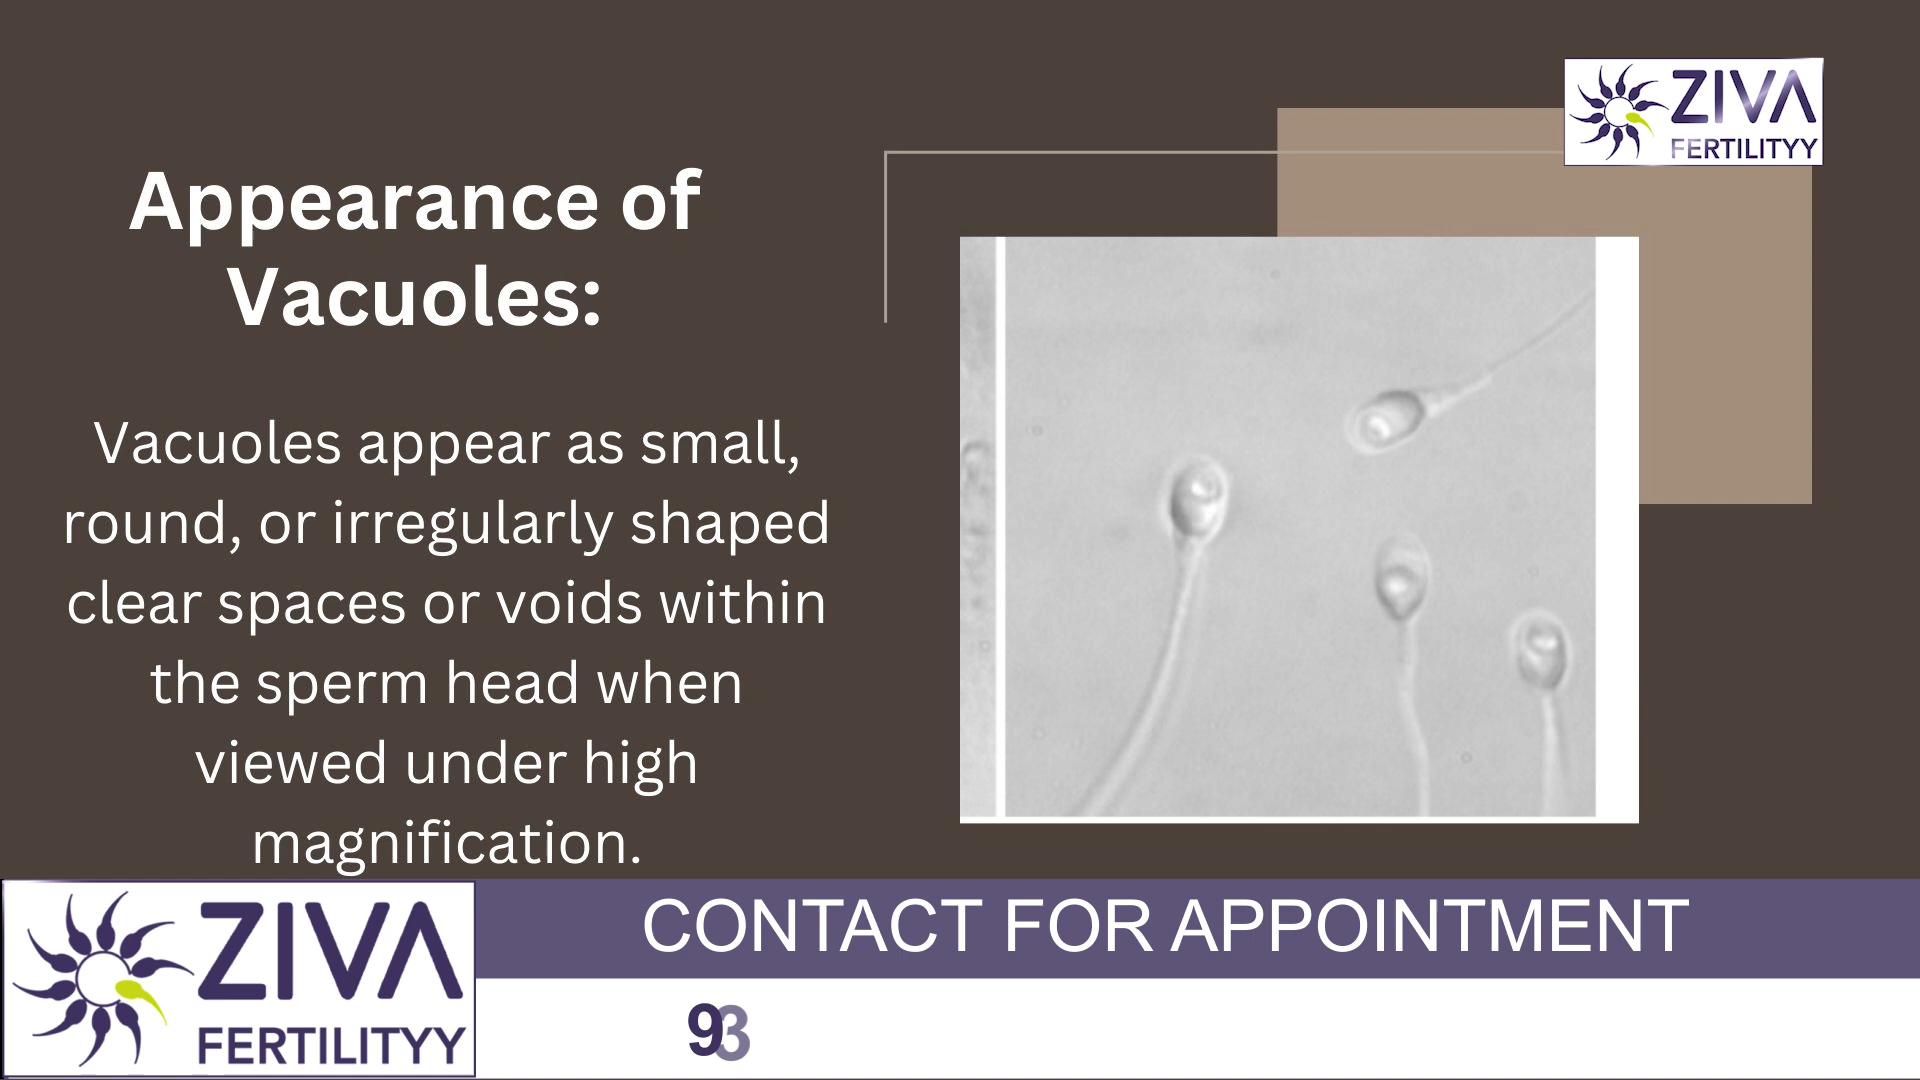 ZIVA
FERTILITYY
Appearance of
Vacuoles:
Vacuoles appear as small,
round, or irregularly shaped
clear spaces or voids within
the sperm head when
viewed under high
magnification.
ZIVA
FERTILITYY
CONTACT FOR APPOINTMENT
93